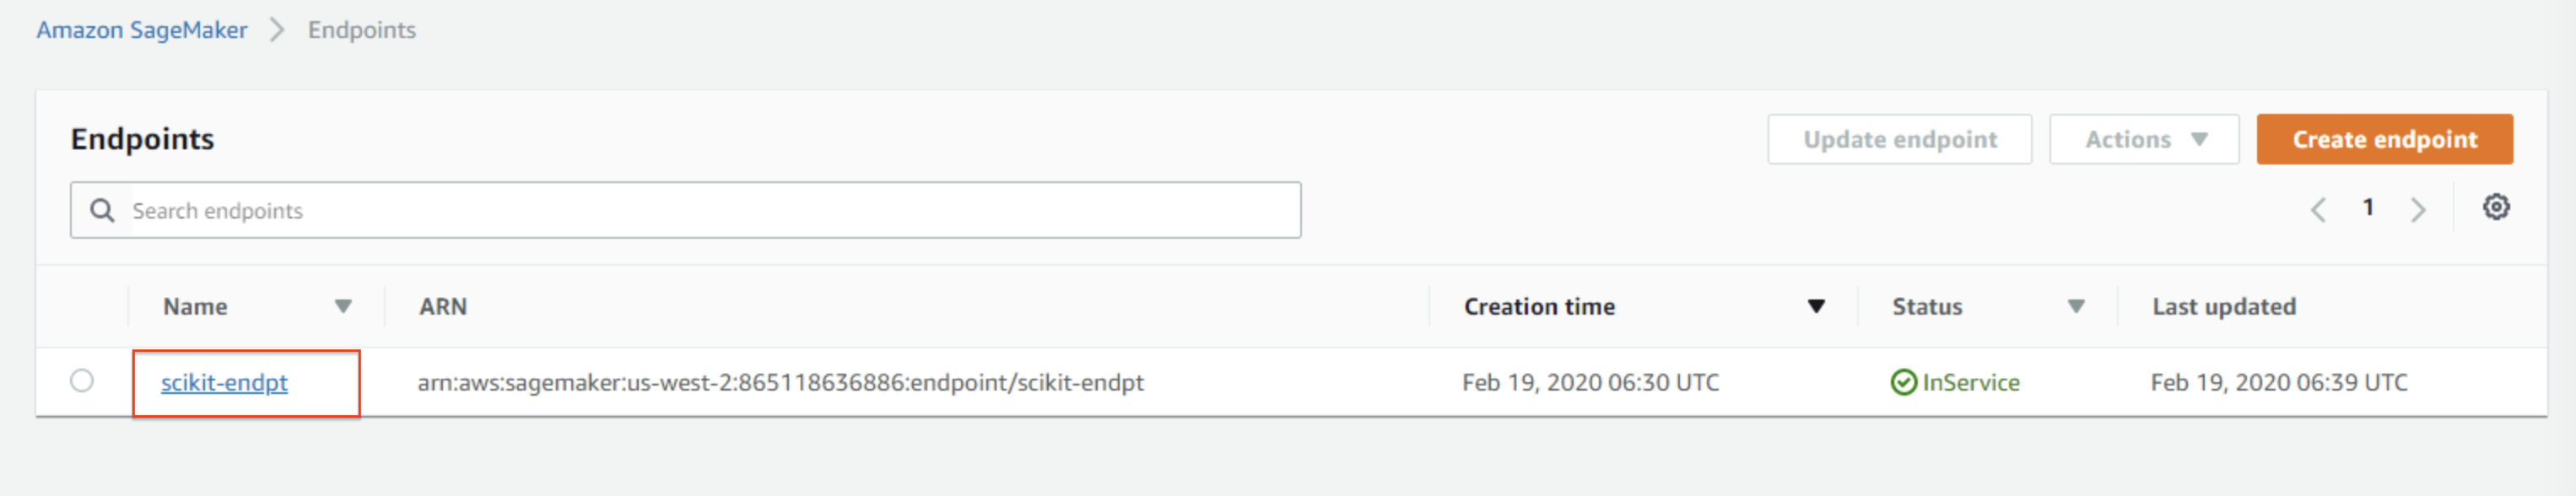 Amazon SageMaker > Endpoints
Endpoints
Update endpoint Actions Create endpoint
Search endpoints
1
Name ARN Creation time Status Last updated
scikit-endpt arn:aws:sagemaker:us-west-2:865118636886:endpoint/scikit-endpt Feb 19, 2020 06:30 UTC InService Feb 19, 2020 06:39 UTC